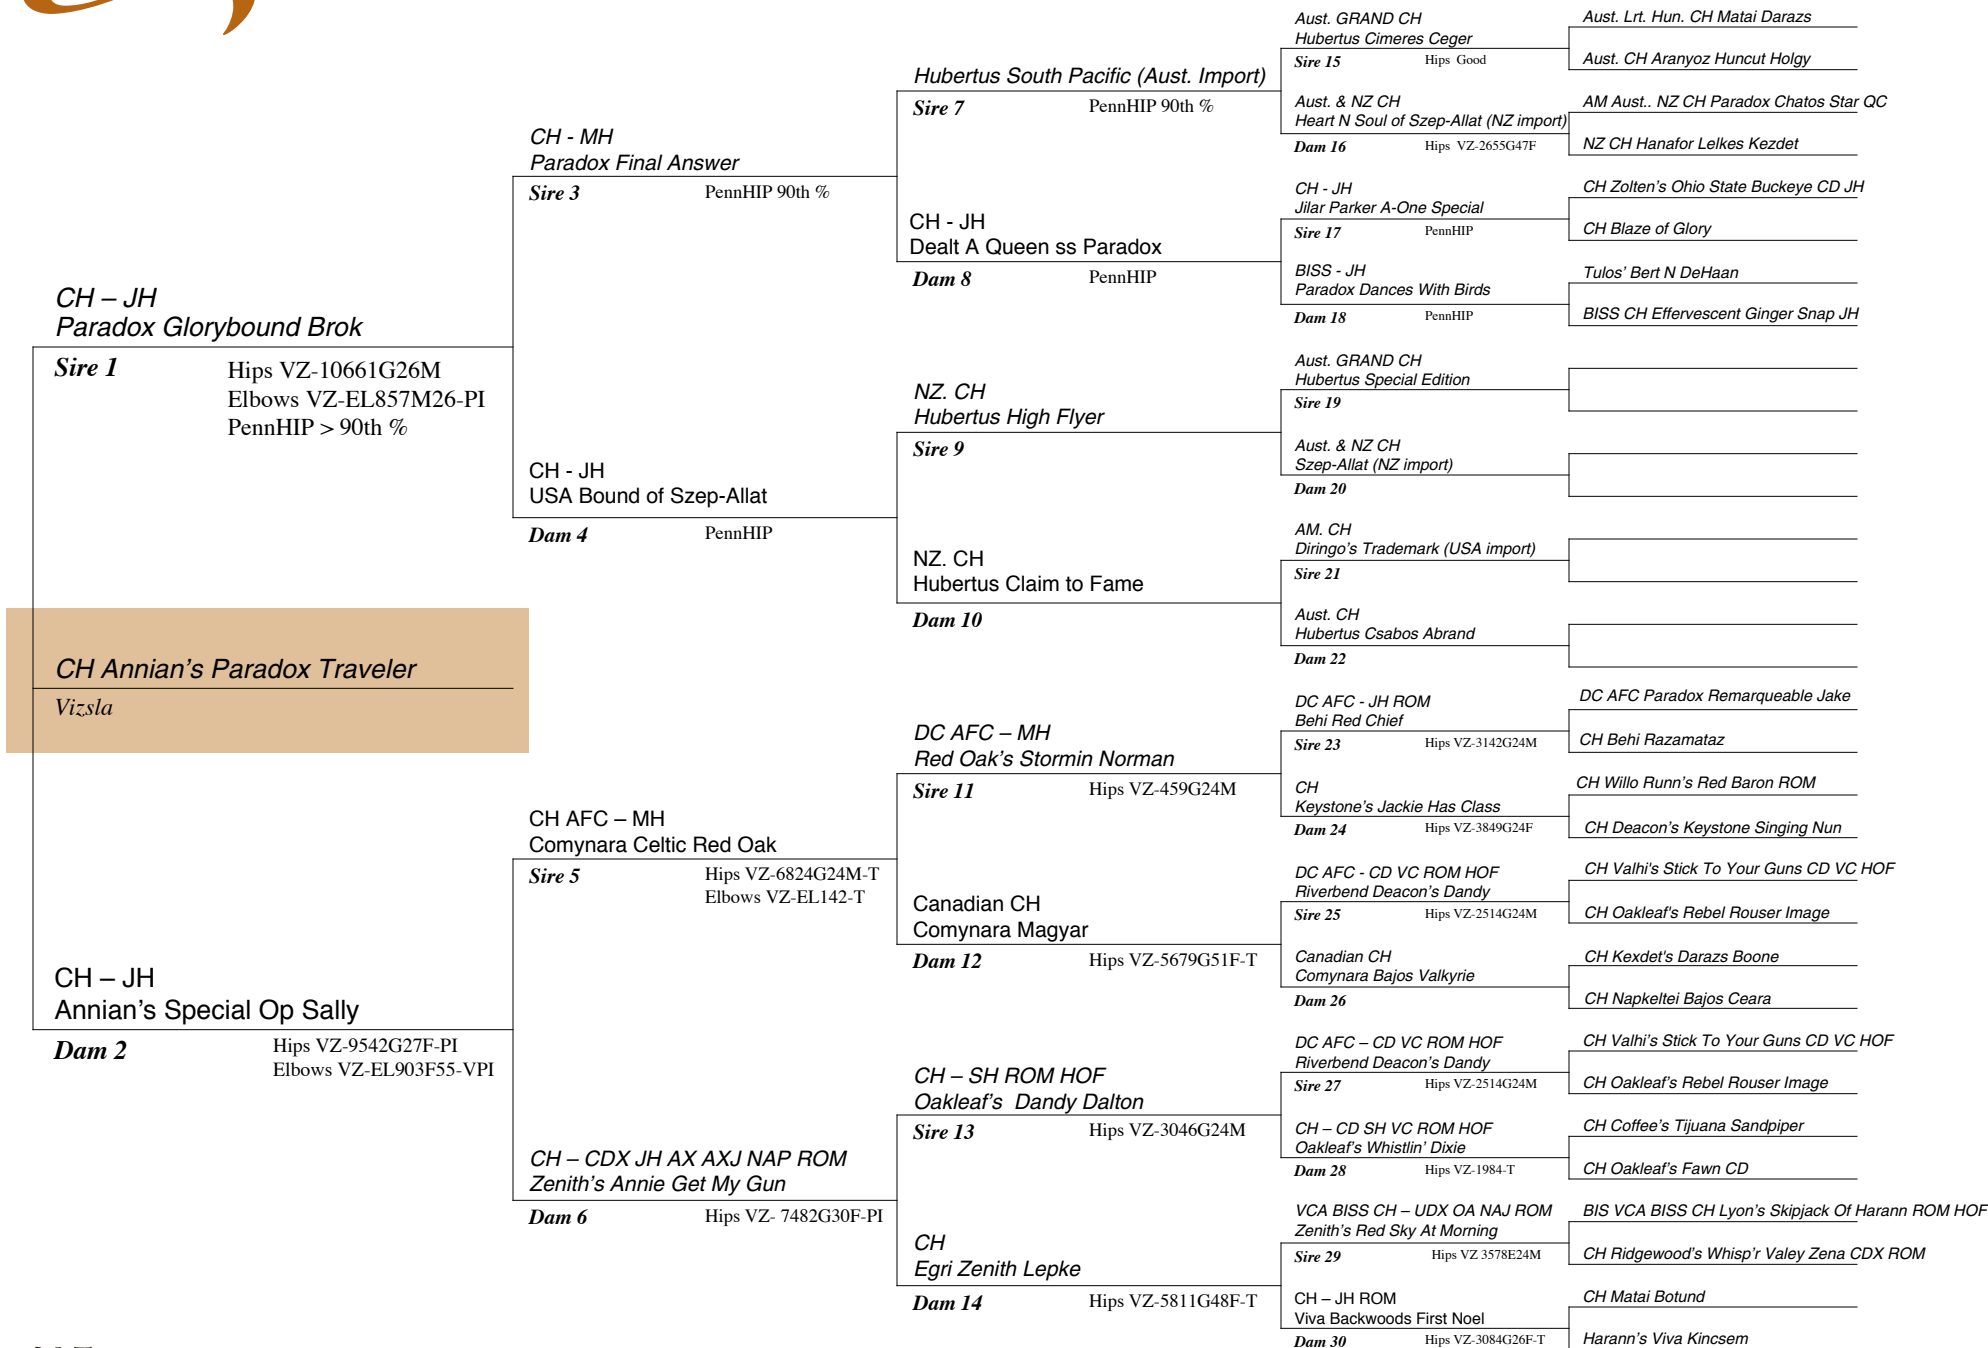 CH – JH
Paradox Glorybound Brok
Sire 1
Hips VZ-10661G26M
Elbows VZ-EL857M26-PI
PennHIP > 90th %
CH Annian’s Paradox Traveler
Vizsla
CH – JH
Annian’s Special Op Sally
Dam 2
Hips VZ-9542G27F-PI
Elbows VZ-EL903F55-VPI
CH - MH
Paradox Final Answer
Sire 3 PennHIP 90th %
CH - JH
USA Bound of Szep-Allat
Dam 4 PennHIP
CH AFC – MH
Comynara Celtic Red Oak
Sire 5 Hips VZ-6824G24M-T
Elbows VZ-EL142-T
CH – CDX JH AX AXJ NAP ROM
Zenith’s Annie Get My Gun
Dam 6 Hips VZ- 7482G30F-PI
Hubertus South Pacific (Aust. Import)
Sire 7 PennHIP 90th %
CH - JH
Dealt A Queen ss Paradox
Dam 8 PennHIP
NZ. CH
Hubertus High Flyer
Sire 9
NZ. CH
Hubertus Claim to Fame
Dam 10
DC AFC – MH
Red Oak’s Stormin Norman
Sire 11 Hips VZ-459G24M
Canadian CH
Comynara Magyar
Dam 12 Hips VZ-5679G51F-T
CH – SH ROM HOF
Oakleaf’s Dandy Dalton
Sire 13 Hips VZ-3046G24M
CH
Egri Zenith Lepke
Dam 14 Hips VZ-5811G48F-T
Aust. GRAND CH
Hubertus Cimeres Ceger
Sire 15 Hips Good
Aust. & NZ CH
Heart N Soul of Szep-Allat (NZ import)
Dam 16 Hips VZ-2655G47F
CH - JH
Jilar Parker A-One Special
Sire 17 PennHIP
BISS - JH
Paradox Dances With Birds
Dam 18 PennHIP
Aust. GRAND CH
Hubertus Special Edition
Sire 19
Aust. & NZ CH
Szep-Allat (NZ import)
Dam 20
AM. CH
Diringo’s Trademark (USA import)
Sire 21
Aust. CH
Hubertus Csabos Abrand
Dam 22
DC AFC - JH ROM
Behi Red Chief
Sire 23 Hips VZ-3142G24M
CH
Keystone’s Jackie Has Class
Dam 24 Hips VZ-3849G24F
DC AFC - CD VC ROM HOF
Riverbend Deacon’s Dandy
Sire 25 Hips VZ-2514G24M
Canadian CH
Comynara Bajos Valkyrie
Dam 26
DC AFC – CD VC ROM HOF
Riverbend Deacon’s Dandy
Sire 27 Hips VZ-2514G24M
CH – CD SH VC ROM HOF
Oakleaf’s Whistlin’ Dixie
Dam 28 Hips VZ-1984-T
VCA BISS CH – UDX OA NAJ ROM
Zenith’s Red Sky At Morning
Sire 29 Hips VZ 3578E24M
CH – JH ROM
Viva Backwoods First Noel
Dam 30 Hips VZ-3084G26F-T
Aust. Lrt. Hun. CH Matai Darazs
Aust. CH Aranyoz Huncut Holgy
AM Aust.. NZ CH Paradox Chatos Star QC
NZ CH Hanafor Lelkes Kezdet
CH Zolten’s Ohio State Buckeye CD JH
CH Blaze of Glory
Tulos’ Bert N DeHaan
BISS CH Effervescent Ginger Snap JH
DC AFC Paradox Remarqueable Jake
CH Behi Razamataz
CH Willo Runn’s Red Baron ROM
CH Deacon’s Keystone Singing Nun
CH Valhi's Stick To Your Guns CD VC HOF
CH Oakleaf's Rebel Rouser Image
CH Kexdet's Darazs Boone
CH Napkeltei Bajos Ceara
CH Valhi’s Stick To Your Guns CD VC HOF
CH Oakleaf’s Rebel Rouser Image
CH Coffee’s Tijuana Sandpiper
CH Oakleaf’s Fawn CD
BIS VCA BISS CH Lyon’s Skipjack Of Harann ROM HOF
CH Ridgewood’s Whisp’r Valey Zena CDX ROM
CH Matai Botund
Harann’s Viva Kincsem